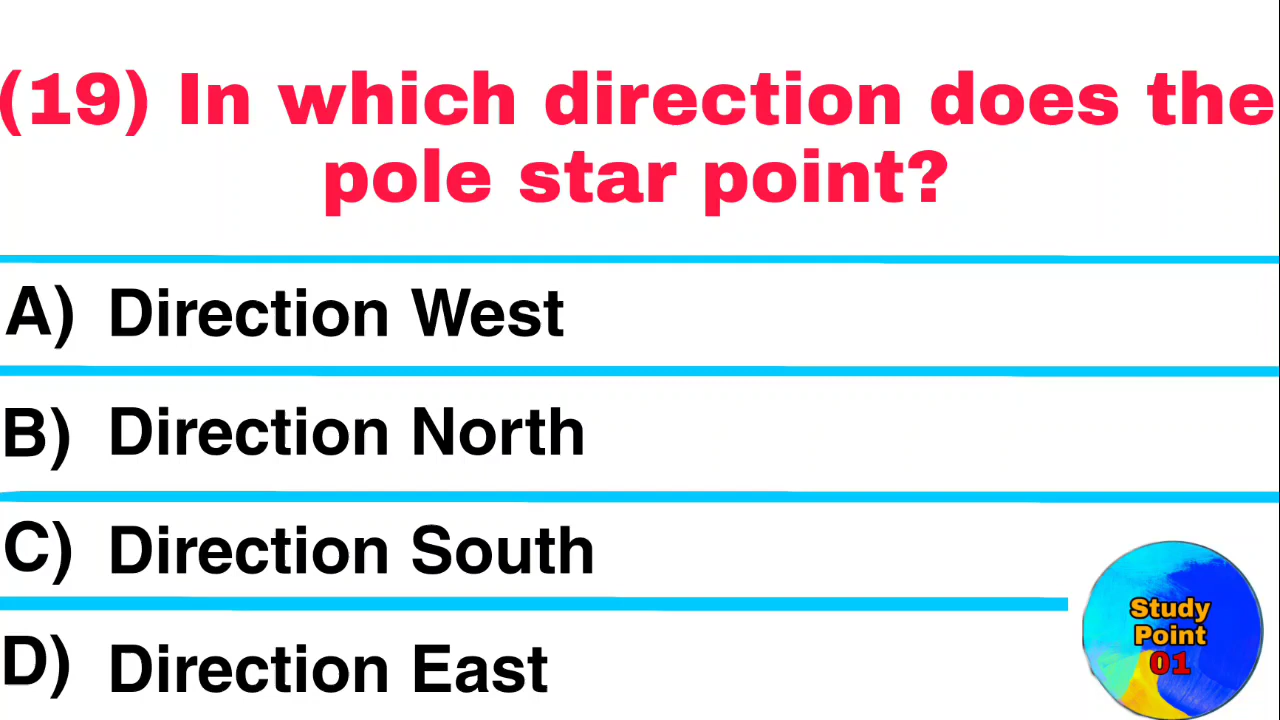 (19) In which direction does the
pole star point?
A) Direction West
B) Direction North
C) Direction South
D) Direction East
Study
Point
01